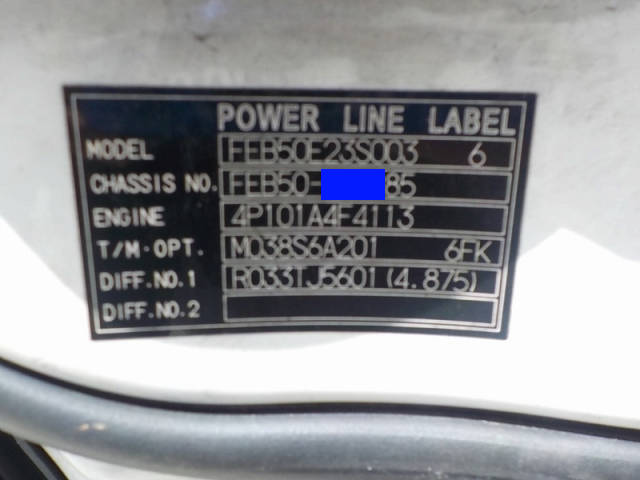 POWER LINE LABEL
MODEL FEB50E23S003 6
CHASSIS NO. FEB50- 85
ENGINE 4P101A4F4113
T/M·OPT. M038S6A201 6FK
DIFF.NO.1 R033TJ5601(4.875)
DIFF.NO.2